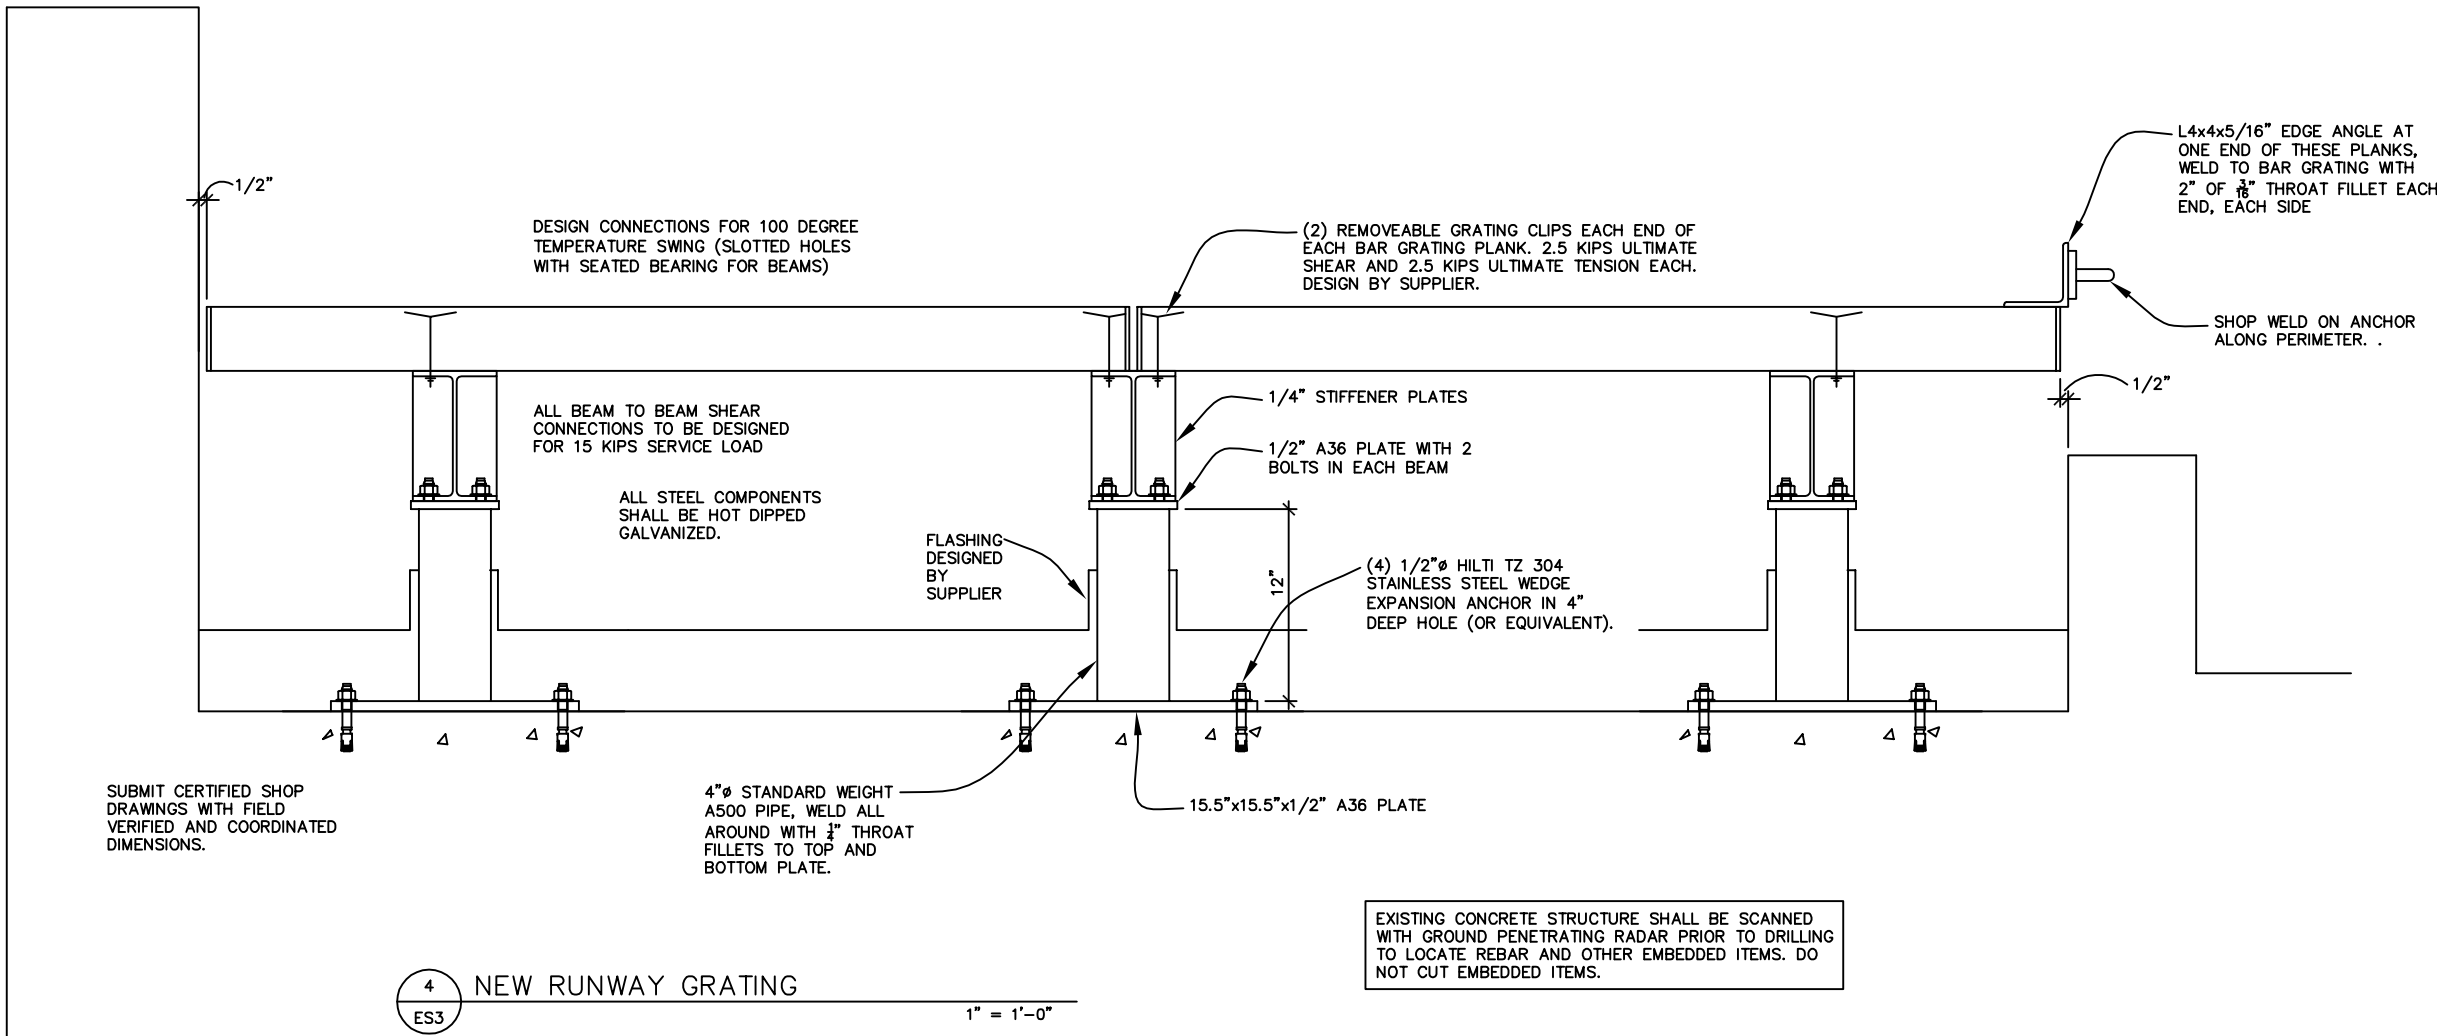 L4x4x5/16" EDGE ANGLE AT
ONE END OF THESE PLANKS,
WELD TO BAR GRATING WITH
2" OF 3/16" THROAT FILLET EACH
END, EACH SIDE
1/2"
DESIGN CONNECTIONS FOR 100 DEGREE
TEMPERATURE SWING (SLOTTED HOLES
WITH SEATED BEARING FOR BEAMS)
(2) REMOVEABLE GRATING CLIPS EACH END OF
EACH BAR GRATING PLANK. 2.5 KIPS ULTIMATE
SHEAR AND 2.5 KIPS ULTIMATE TENSION EACH.
DESIGN BY SUPPLIER.
SHOP WELD ON ANCHOR
ALONG PERIMETER. .
1/2"
ALL BEAM TO BEAM SHEAR
CONNECTIONS TO BE DESIGNED
FOR 15 KIPS SERVICE LOAD
1/4" STIFFENER PLATES
1/2" A36 PLATE WITH 2
BOLTS IN EACH BEAM
ALL STEEL COMPONENTS
SHALL BE HOT DIPPED
GALVANIZED.
FLASHING
DESIGNED
BY
SUPPLIER
12"
(4) 1/2"ø HILTI TZ 304
STAINLESS STEEL WEDGE
EXPANSION ANCHOR IN 4"
DEEP HOLE (OR EQUIVALENT).
SUBMIT CERTIFIED SHOP
DRAWINGS WITH FIELD
VERIFIED AND COORDINATED
DIMENSIONS.
4"ø STANDARD WEIGHT
A500 PIPE, WELD ALL
AROUND WITH 1/4" THROAT
FILLETS TO TOP AND
BOTTOM PLATE.
15.5"x15.5"x1/2" A36 PLATE
EXISTING CONCRETE STRUCTURE SHALL BE SCANNED
WITH GROUND PENETRATING RADAR PRIOR TO DRILLING
TO LOCATE REBAR AND OTHER EMBEDDED ITEMS. DO
NOT CUT EMBEDDED ITEMS.
4
ES3
NEW RUNWAY GRATING
1" = 1'-0"